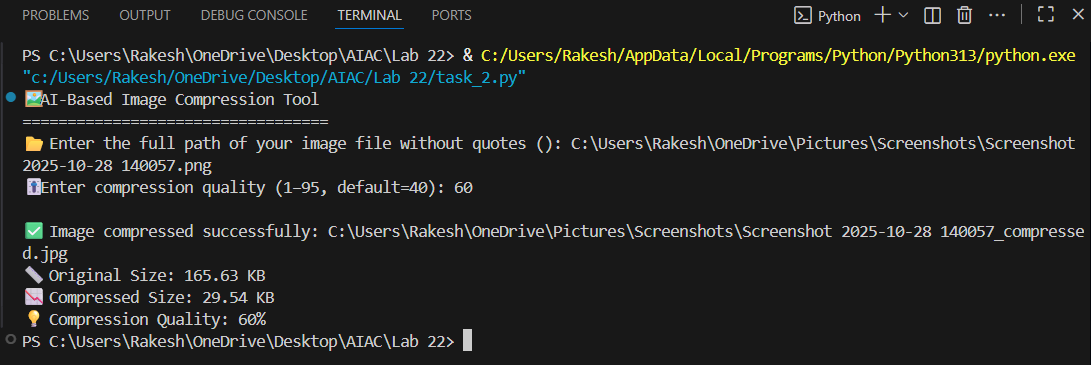 PROBLEMS OUTPUT DEBUG CONSOLE TERMINAL PORTS Python
PS C:\Users\Rakesh\OneDrive\Desktop\AIAC\Lab 22> & C:/Users/Rakesh/AppData/Local/Programs/Python/Python313/python.exe
"c:/Users/Rakesh/OneDrive/Desktop/AIAC/Lab 22/task_2.py"
🖼️AI-Based Image Compression Tool
==================================
📂 Enter the full path of your image file without quotes (): C:\Users\Rakesh\OneDrive\Pictures\Screenshots\Screenshot
2025-10-28 140057.png
🎚️Enter compression quality (1–95, default=40): 60
✅ Image compressed successfully: C:\Users\Rakesh\OneDrive\Pictures\Screenshots\Screenshot 2025-10-28 140057_compresse
d.jpg
📏 Original Size: 165.63 KB
📉 Compressed Size: 29.54 KB
💡 Compression Quality: 60%
PS C:\Users\Rakesh\OneDrive\Desktop\AIAC\Lab 22>